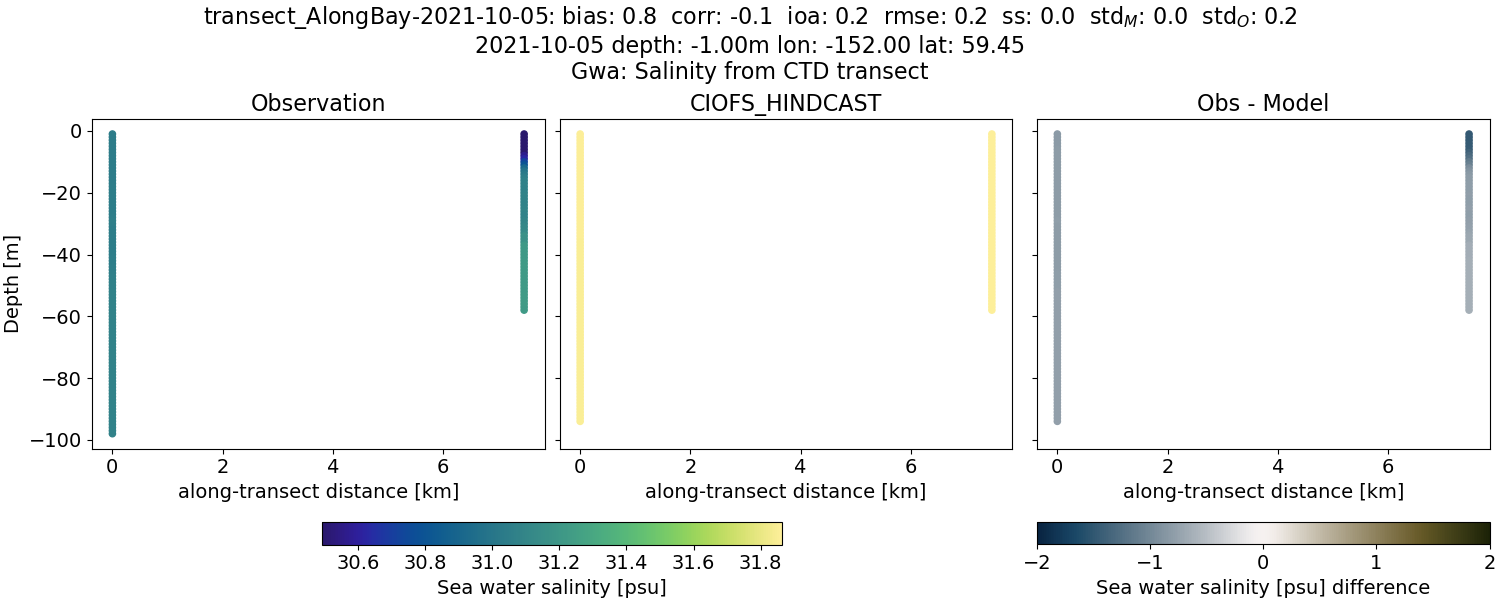 transect_AlongBay-2021-10-05: bias: 0.8  corr: -0.1  ioa: 0.2  rmse: 0.2  ss: 0.0  std_M: 0.0  std_O: 0.2
2021-10-05 depth: -1.00m lon: -152.00 lat: 59.45
Gwa: Salinity from CTD transect
Observation
CIOFS_HINDCAST
Obs - Model
Depth [m]
0
−20
−40
−60
−80
−100
0 2 4 6
0 2 4 6
0 2 4 6
along-transect distance [km]
along-transect distance [km]
along-transect distance [km]
30.6 30.8 31.0 31.2 31.4 31.6 31.8
Sea water salinity [psu]
−2 −1 0 1 2
Sea water salinity [psu] difference